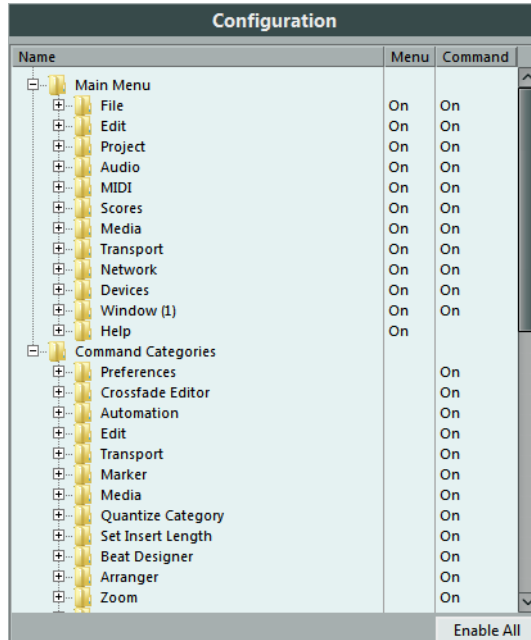 Configuration
Name Menu Command
Main Menu
File On On
Edit On On
Project On On
Audio On On
MIDI On On
Scores On On
Media On On
Transport On On
Network On On
Devices On On
Window (1) On On
Help On
Command Categories
Preferences On
Crossfade Editor On
Automation On
Edit On
Transport On
Marker On
Media On
Quantize Category On
Set Insert Length On
Beat Designer On
Arranger On
Zoom On
Enable All